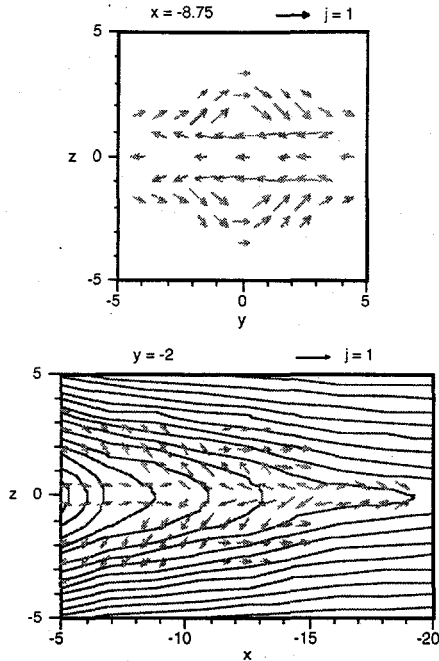 x = -8.75 j = 1
5
z 0
-5
-5 0 5
y
y = -2 j = 1
5
z 0
-5
-5 -10 -15 -20
x